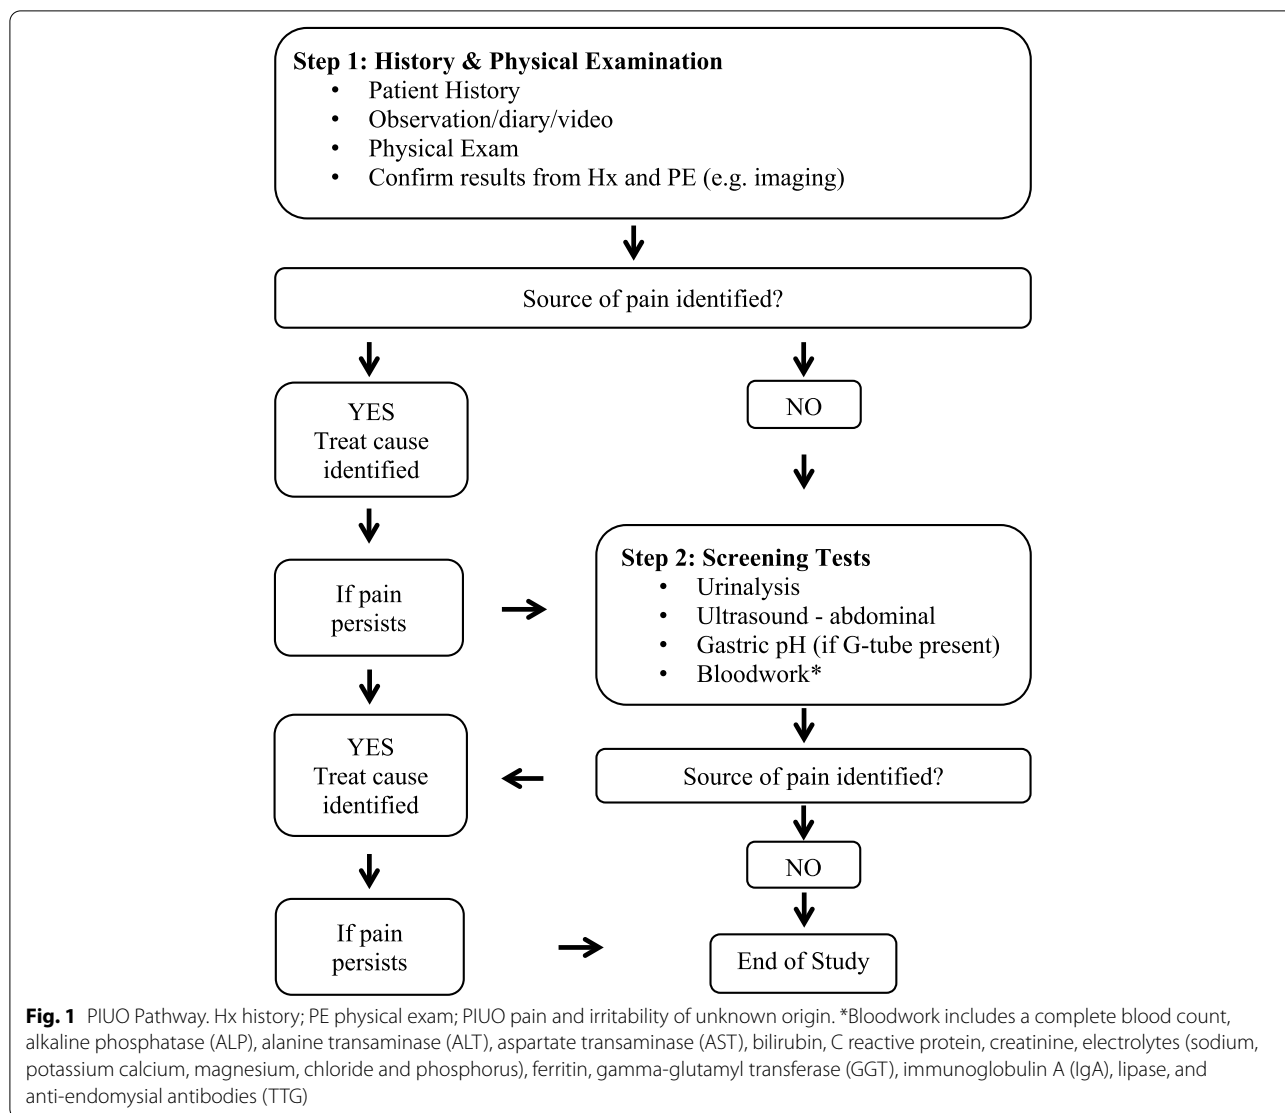 Step 1: History & Physical Examination
• Patient History
• Observation/diary/video
• Physical Exam
• Confirm results from Hx and PE (e.g. imaging)
Source of pain identified?
YES
Treat cause
identified
NO
If pain
persists
Step 2: Screening Tests
• Urinalysis
• Ultrasound - abdominal
• Gastric pH (if G-tube present)
• Bloodwork*
YES
Treat cause
identified
Source of pain identified?
NO
If pain
persists
End of Study
Fig. 1 PIUO Pathway. Hx history; PE physical exam; PIUO pain and irritability of unknown origin. *Bloodwork includes a complete blood count,
alkaline phosphatase (ALP), alanine transaminase (ALT), aspartate transaminase (AST), bilirubin, C reactive protein, creatinine, electrolytes (sodium,
potassium calcium, magnesium, chloride and phosphorus), ferritin, gamma-glutamyl transferase (GGT), immunoglobulin A (IgA), lipase, and
anti-endomysial antibodies (TTG)